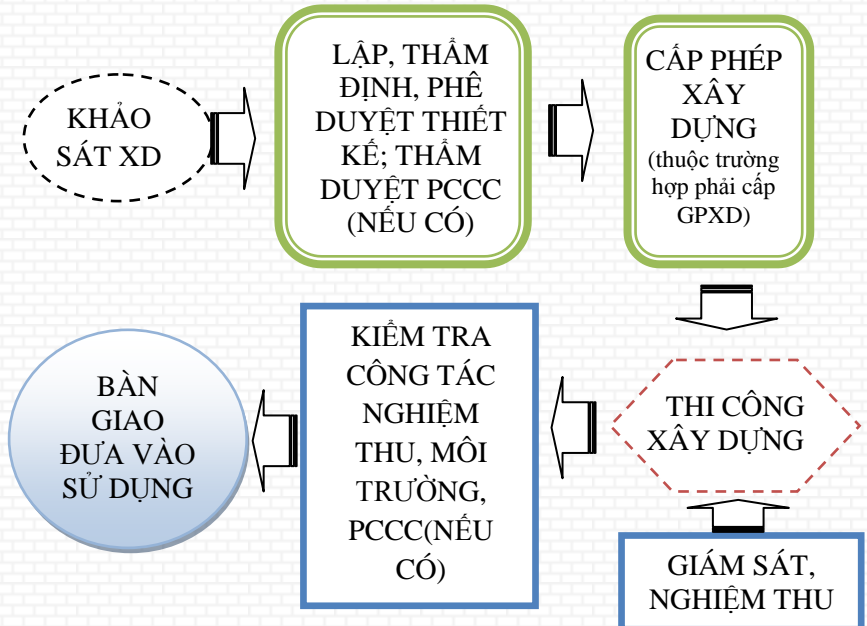 KHẢO
SÁT XD
LẬP, THẨM
ĐỊNH, PHÊ
DUYỆT THIẾT
KẾ; THẨM
DUYỆT PCCC
(NẾU CÓ)
CẤP PHÉP
XÂY
DỰNG
(thuộc trường
hợp phải cấp
GPXD)
THI CÔNG
XÂY DỰNG
GIÁM SÁT,
NGHIỆM THU
KIỂM TRA
CÔNG TÁC
NGHIỆM
THU, MÔI
TRƯỜNG,
PCCC(NẾU
CÓ)
BÀN
GIAO
ĐƯA VÀO
SỬ DỤNG